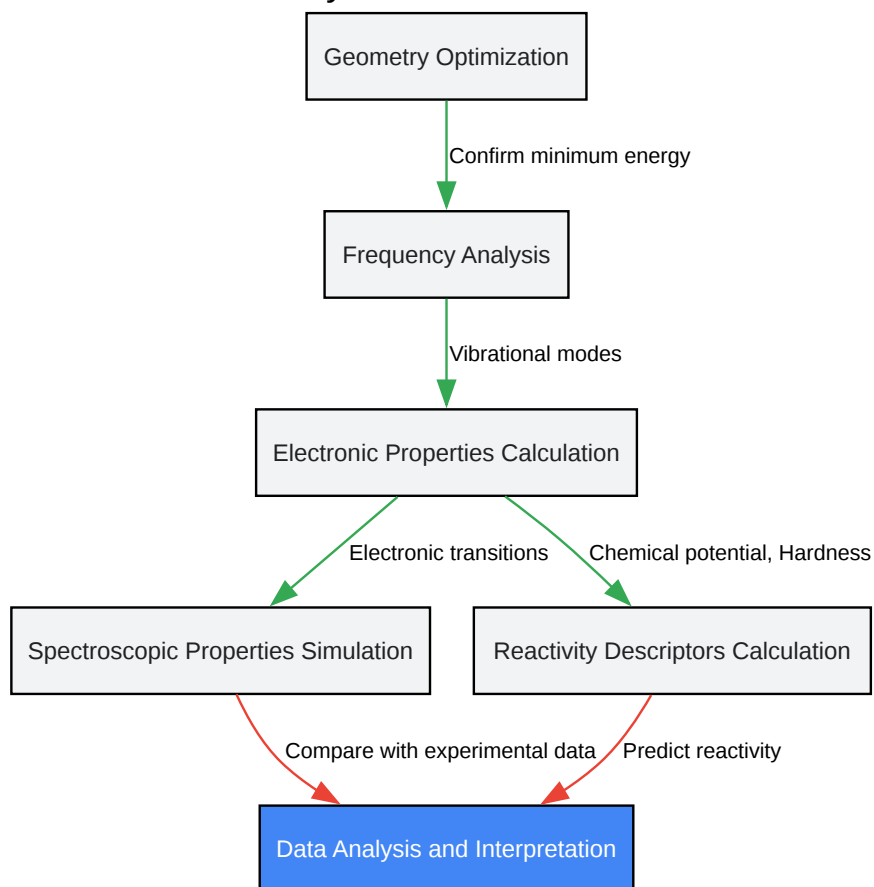 Geometry Optimization
Confirm minimum energy
Frequency Analysis
Vibrational modes
Electronic Properties Calculation
Electronic transitions
Chemical potential, Hardness
Spectroscopic Properties Simulation
Reactivity Descriptors Calculation
Compare with experimental data
Predict reactivity
Data Analysis and Interpretation